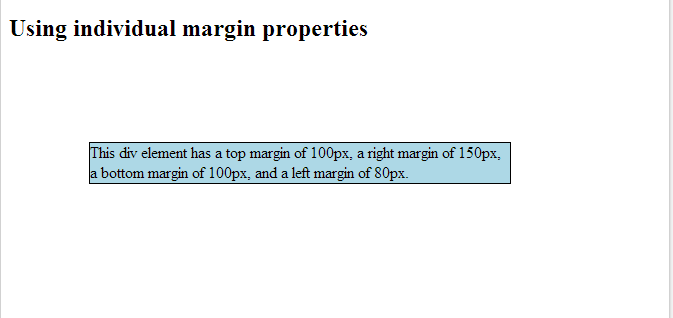 Using individual margin properties
This div element has a top margin of 100px, a right margin of 150px,
a bottom margin of 100px, and a left margin of 80px.